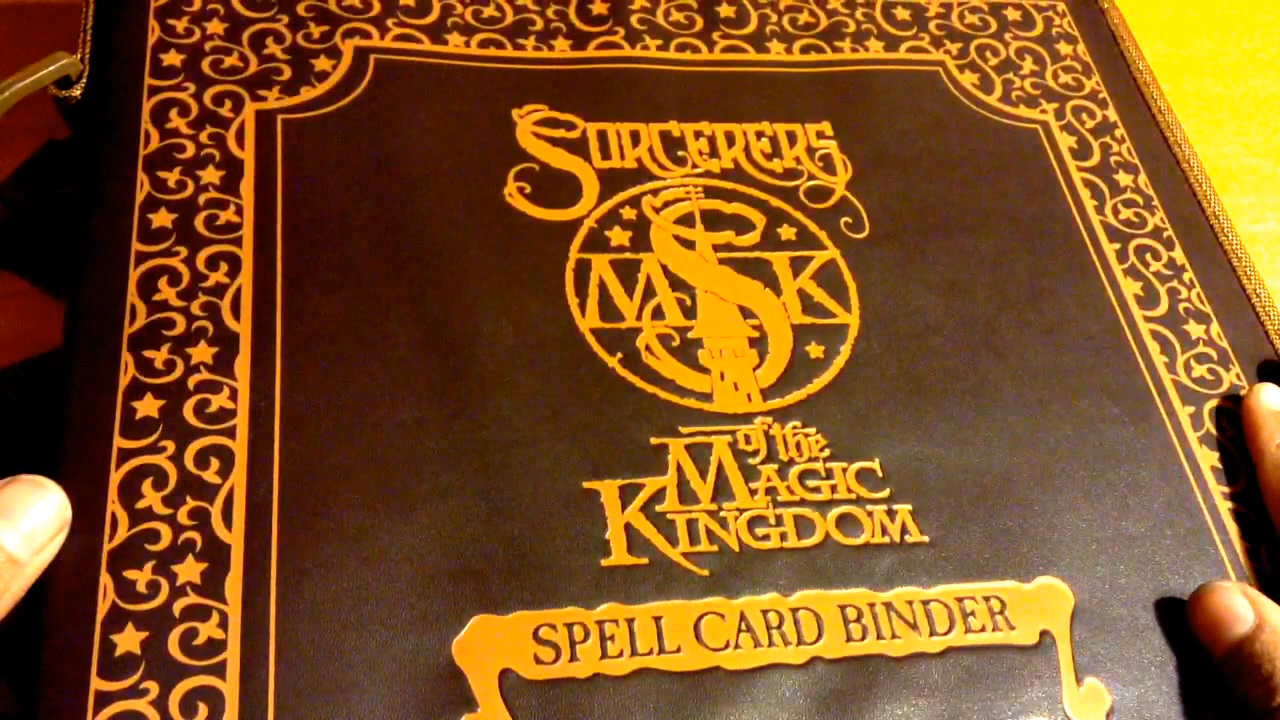 SORCERERS
MSK
of the
MAGIC
KINGDOM
SPELL CARD BINDER